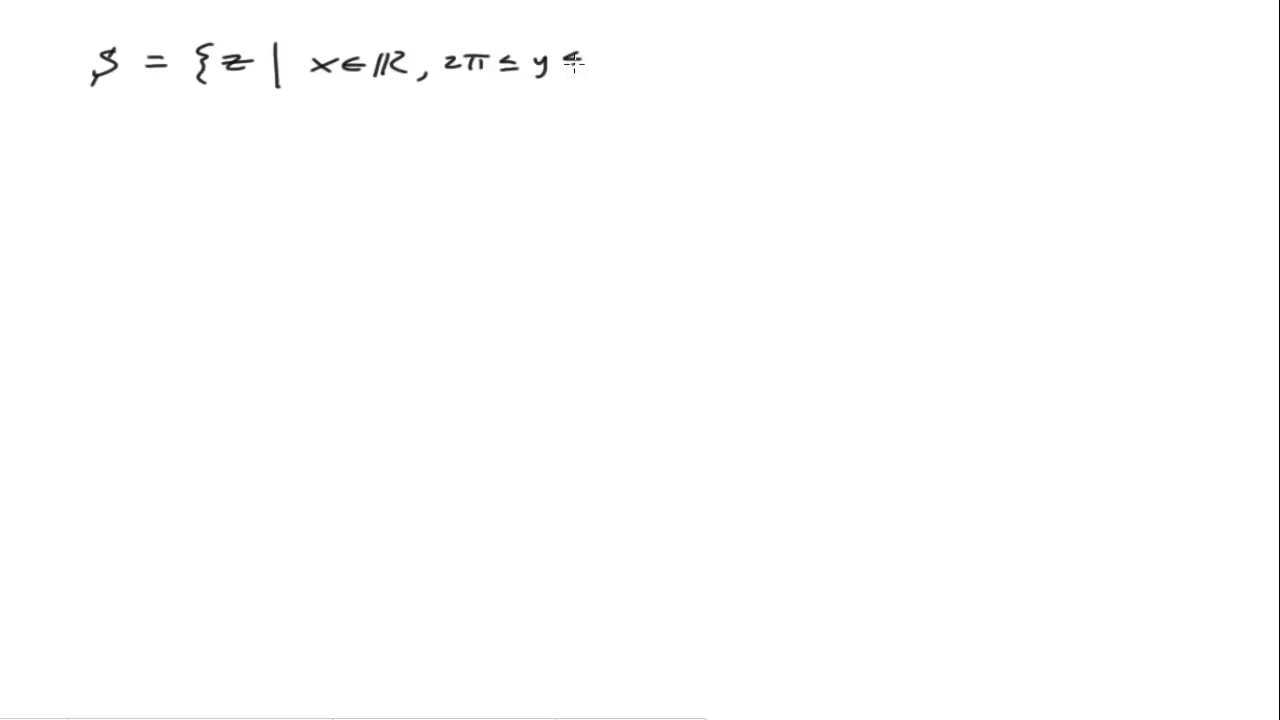 S = {z | x ∈ ℝ, 2π ≤ y ≤